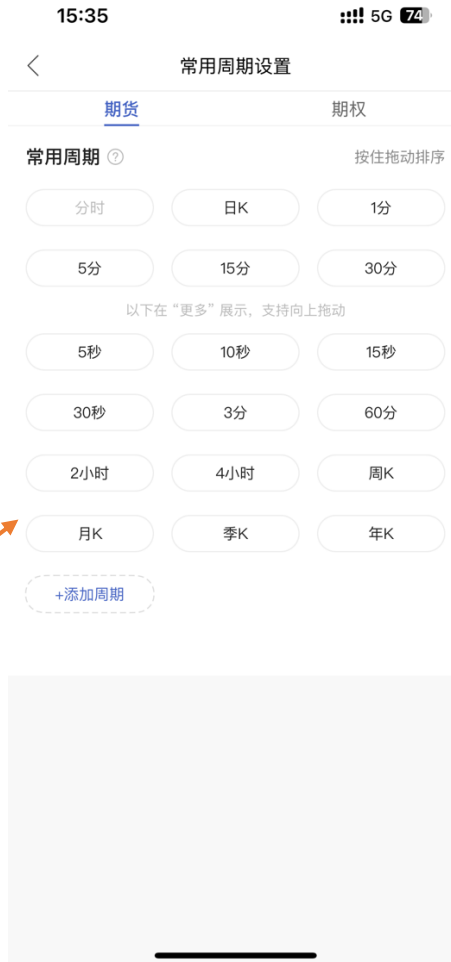 15:35 5G 74
常用周期设置
期货 期权
常用周期 ? 按住拖动排序
分时 日K 1分
5分 15分 30分
以下在“更多”展示，支持向上拖动
5秒 10秒 15秒
30秒 3分 60分
2小时 4小时 周K
月K 季K 年K
+添加周期